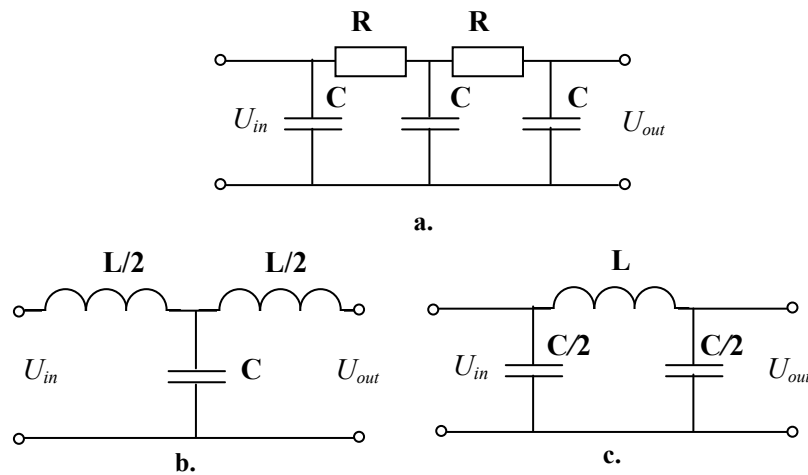 R R
C C C
U_in U_out
a.
L/2 L/2
L
C/2 C/2
U_in C U_out
U_in U_out
b.
c.